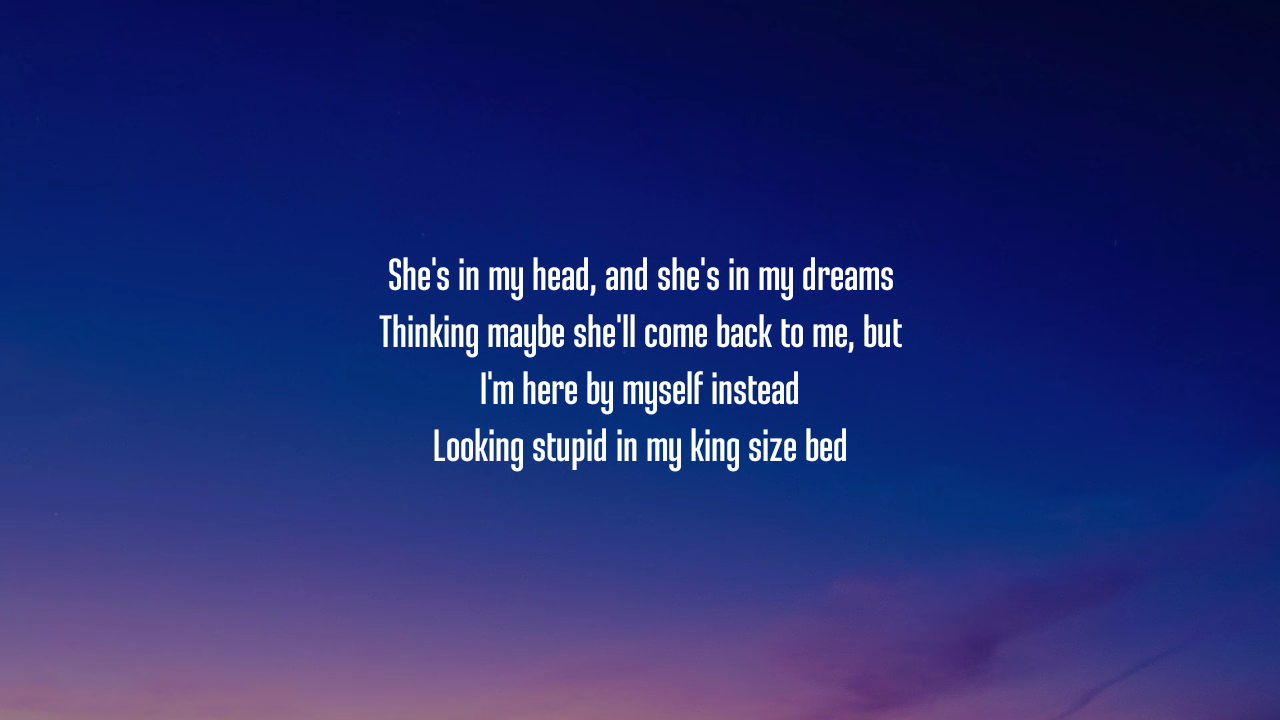 She's in my head, and she's in my dreams
Thinking maybe she'll come back to me, but
I'm here by myself instead
Looking stupid in my king size bed